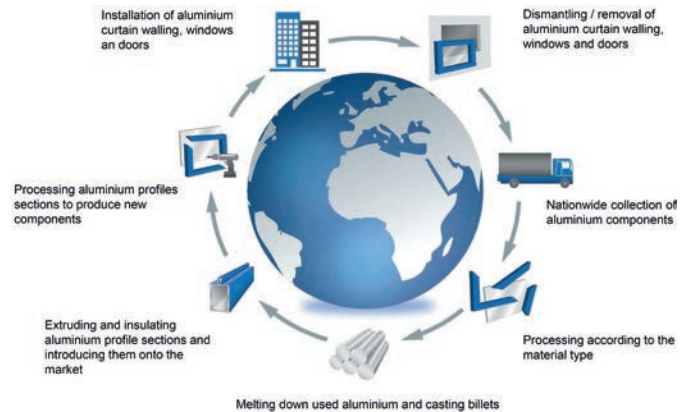 Installation of aluminium
curtain walling, windows
an doors
Dismantling / removal of
aluminium curtain walling,
windows and doors
Nationwide collection of
aluminium components
Processing according to the
material type
Melting down used aluminium and casting billets
Extruding and insulating
aluminium profile sections and
introducing them onto the
market
Processing aluminium profiles
sections to produce new
components